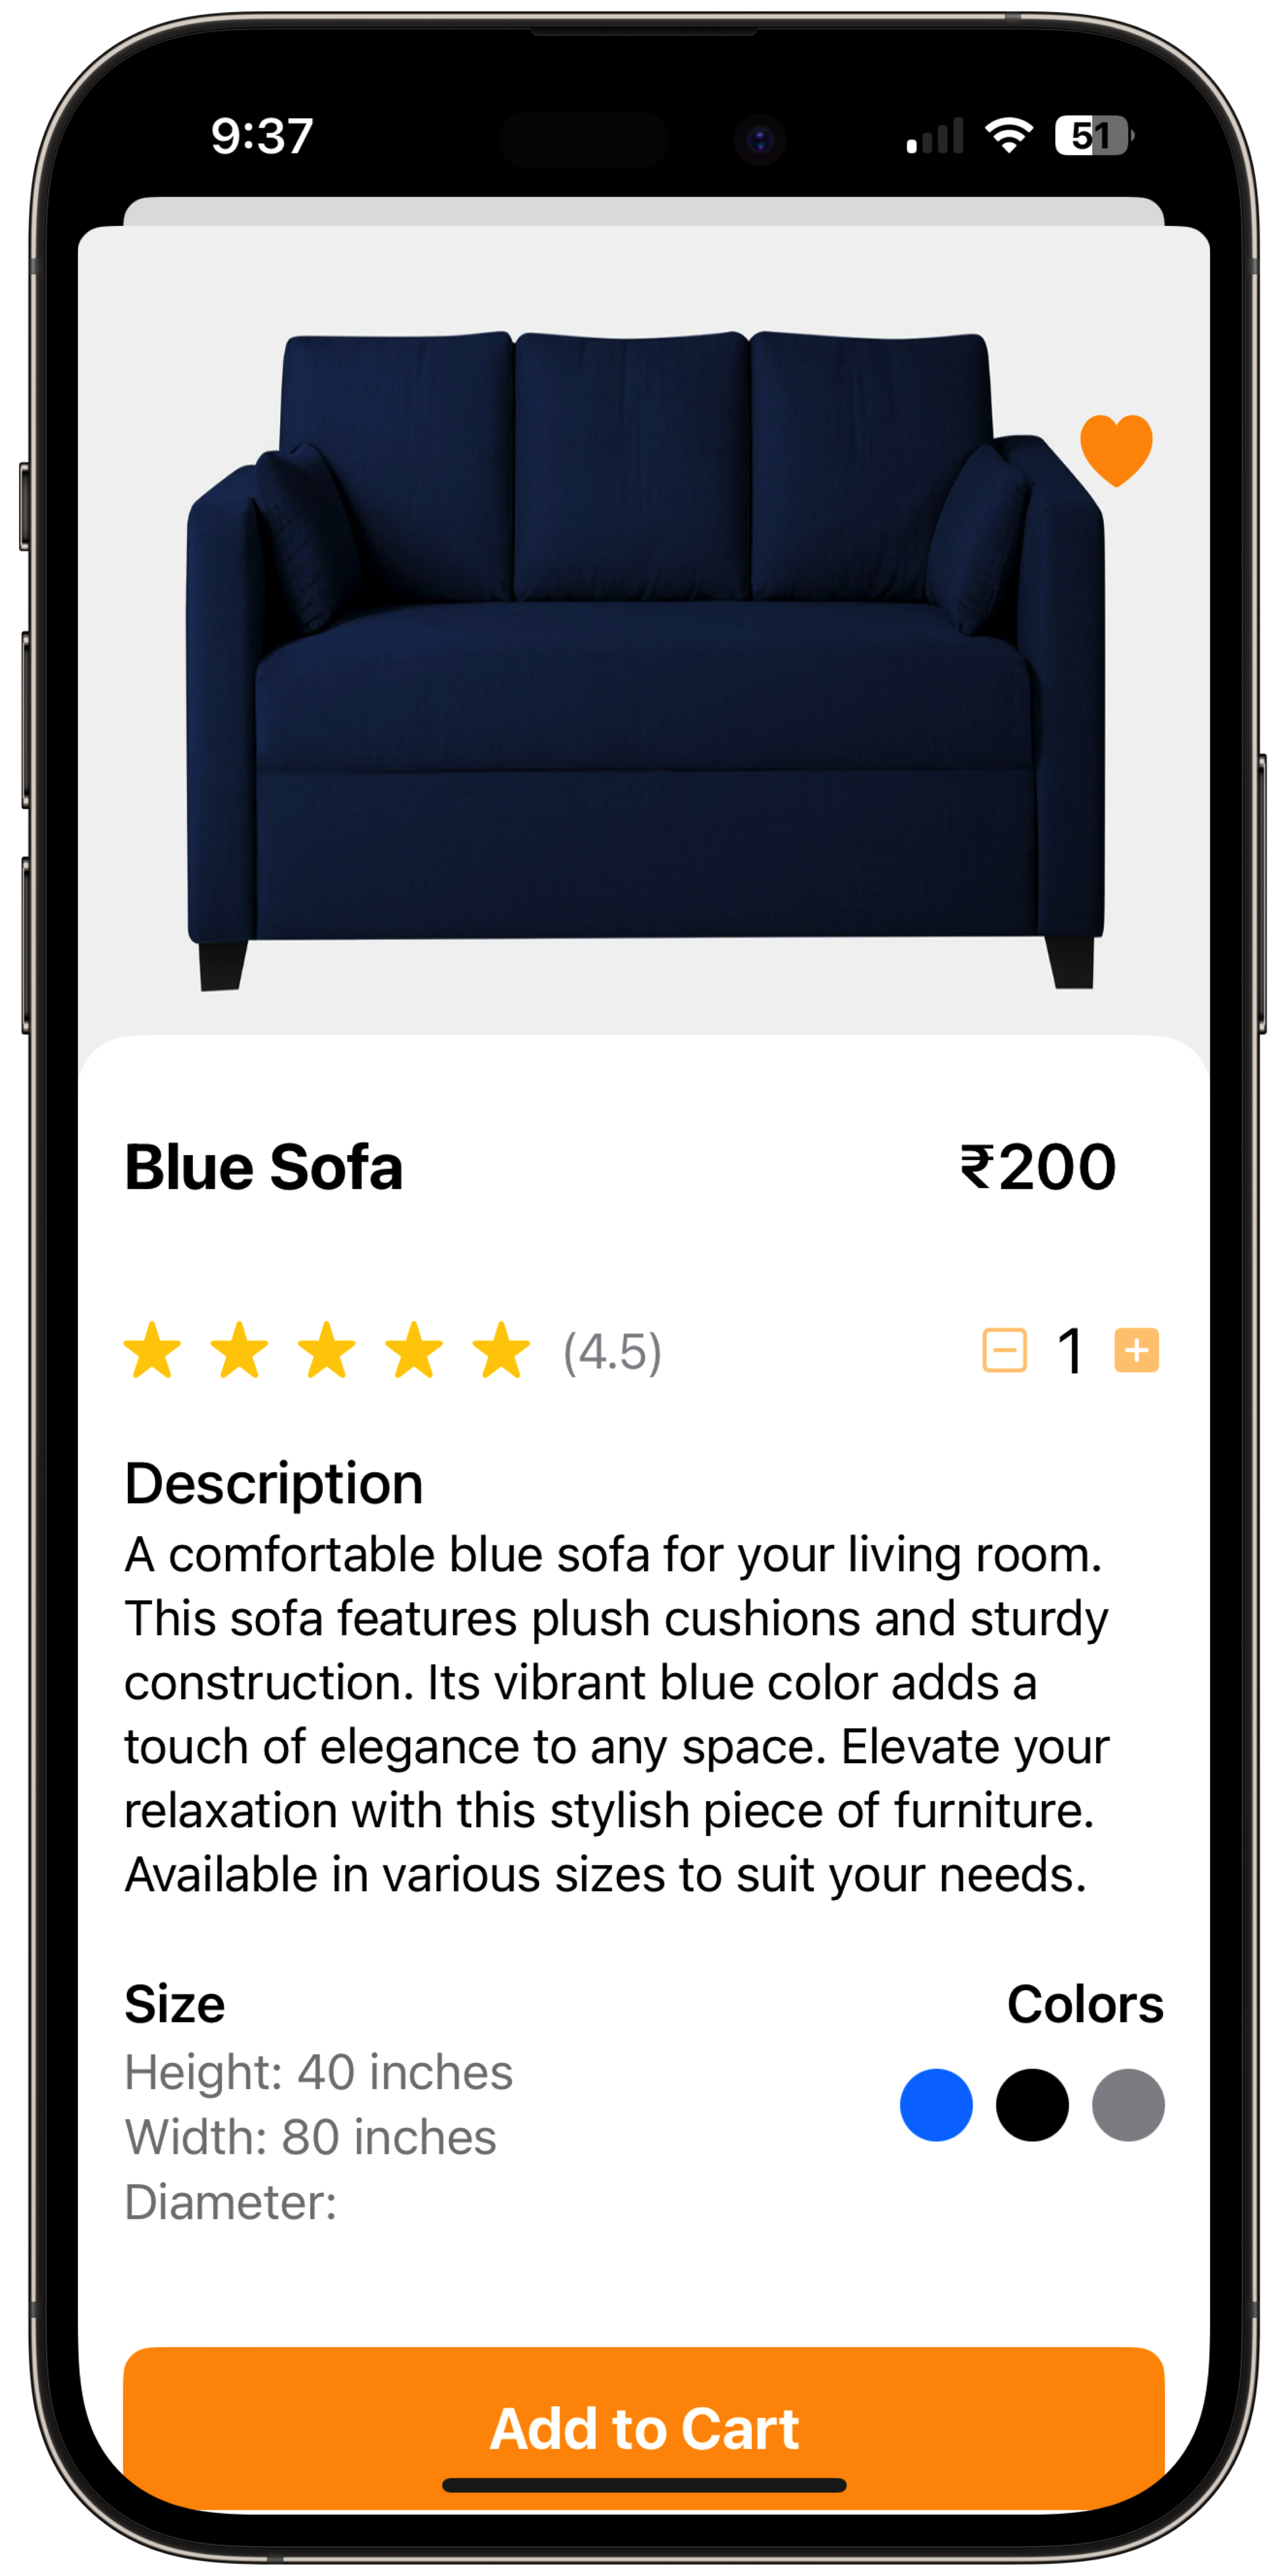 9:37
51
Blue Sofa
₹200
(4.5)
1
Description
A comfortable blue sofa for your living room.
This sofa features plush cushions and sturdy
construction. Its vibrant blue color adds a
touch of elegance to any space. Elevate your
relaxation with this stylish piece of furniture.
Available in various sizes to suit your needs.
Size
Colors
Height: 40 inches
Width: 80 inches
Diameter:
Add to Cart